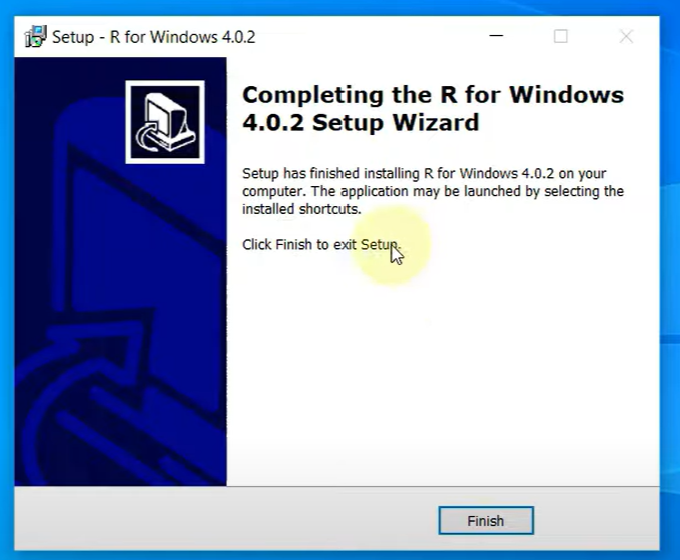 Setup - R for Windows 4.0.2
Completing the R for Windows
4.0.2 Setup Wizard
Setup has finished installing R for Windows 4.0.2 on your
computer. The application may be launched by selecting the
installed shortcuts.
Click Finish to exit Setup.
Finish